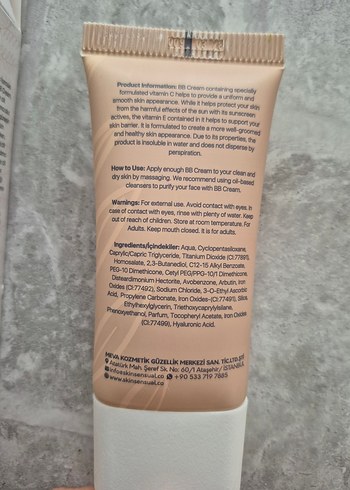 Product Information: BB Cream containing specially
formulated vitamin C helps to provide a uniform and
smooth skin appearance. While it helps protect your skin
from the harmful effects of the sun with its sunscreen
actives, the vitamin E contained in it helps to support your
skin barrier. It is formulated to create a more well-groomed
and healthy skin appearance. Due to its properties, the
product is insoluble in water and does not disperse by
perspiration.
How to Use: Apply enough BB Cream to your clean and
dry skin by massaging. We recommend using oil-based
cleansers to purify your face with BB Cream.
Warnings: For external use. Avoid contact with eyes. In
case of contact with eyes, rinse with plenty of water. Keep
out of reach of children. Store at room temperature. For
Adults. Keep mouth closed. It is for adults.
Ingredients/İçindekiler: Aqua, Cyclopentasiloxane,
Caprylic/Capric Triglyceride, Titanium Dioxide (CI:77891),
Homosalate, 2,3-Butanediol, C12-15 Alkyl Benzoate,
PEG-10 Dimethicone, Cetyl PEG/PPG-10/1 Dimethicone,
Disteardimonium Hectorite, Avobenzone, Arbutin, Iron
Oxides (CI:77492), Sodium Chloride, 3-O-Ethyl Ascorbic
Acid, Propylene Carbonate, Iron Oxides-(CI:77491), Silica,
Ethylhexylglycerin, Triethoxycaprylylsilane,
Phenoxyethanol, Parfum, Tocopheryl Acetate, Iron Oxides
(CI:77499), Hyaluronic Acid.
MEVA KOZMETİK GÜZELLİK MERKEZİ SAN. TİC.LTD.ŞTİ
Atatürk Mah. Şeref Sk. No: 60/1 Ataşehir/ İSTANBUL
info@skinsensual.co +90 533 719 7885
www.skinsensual.co